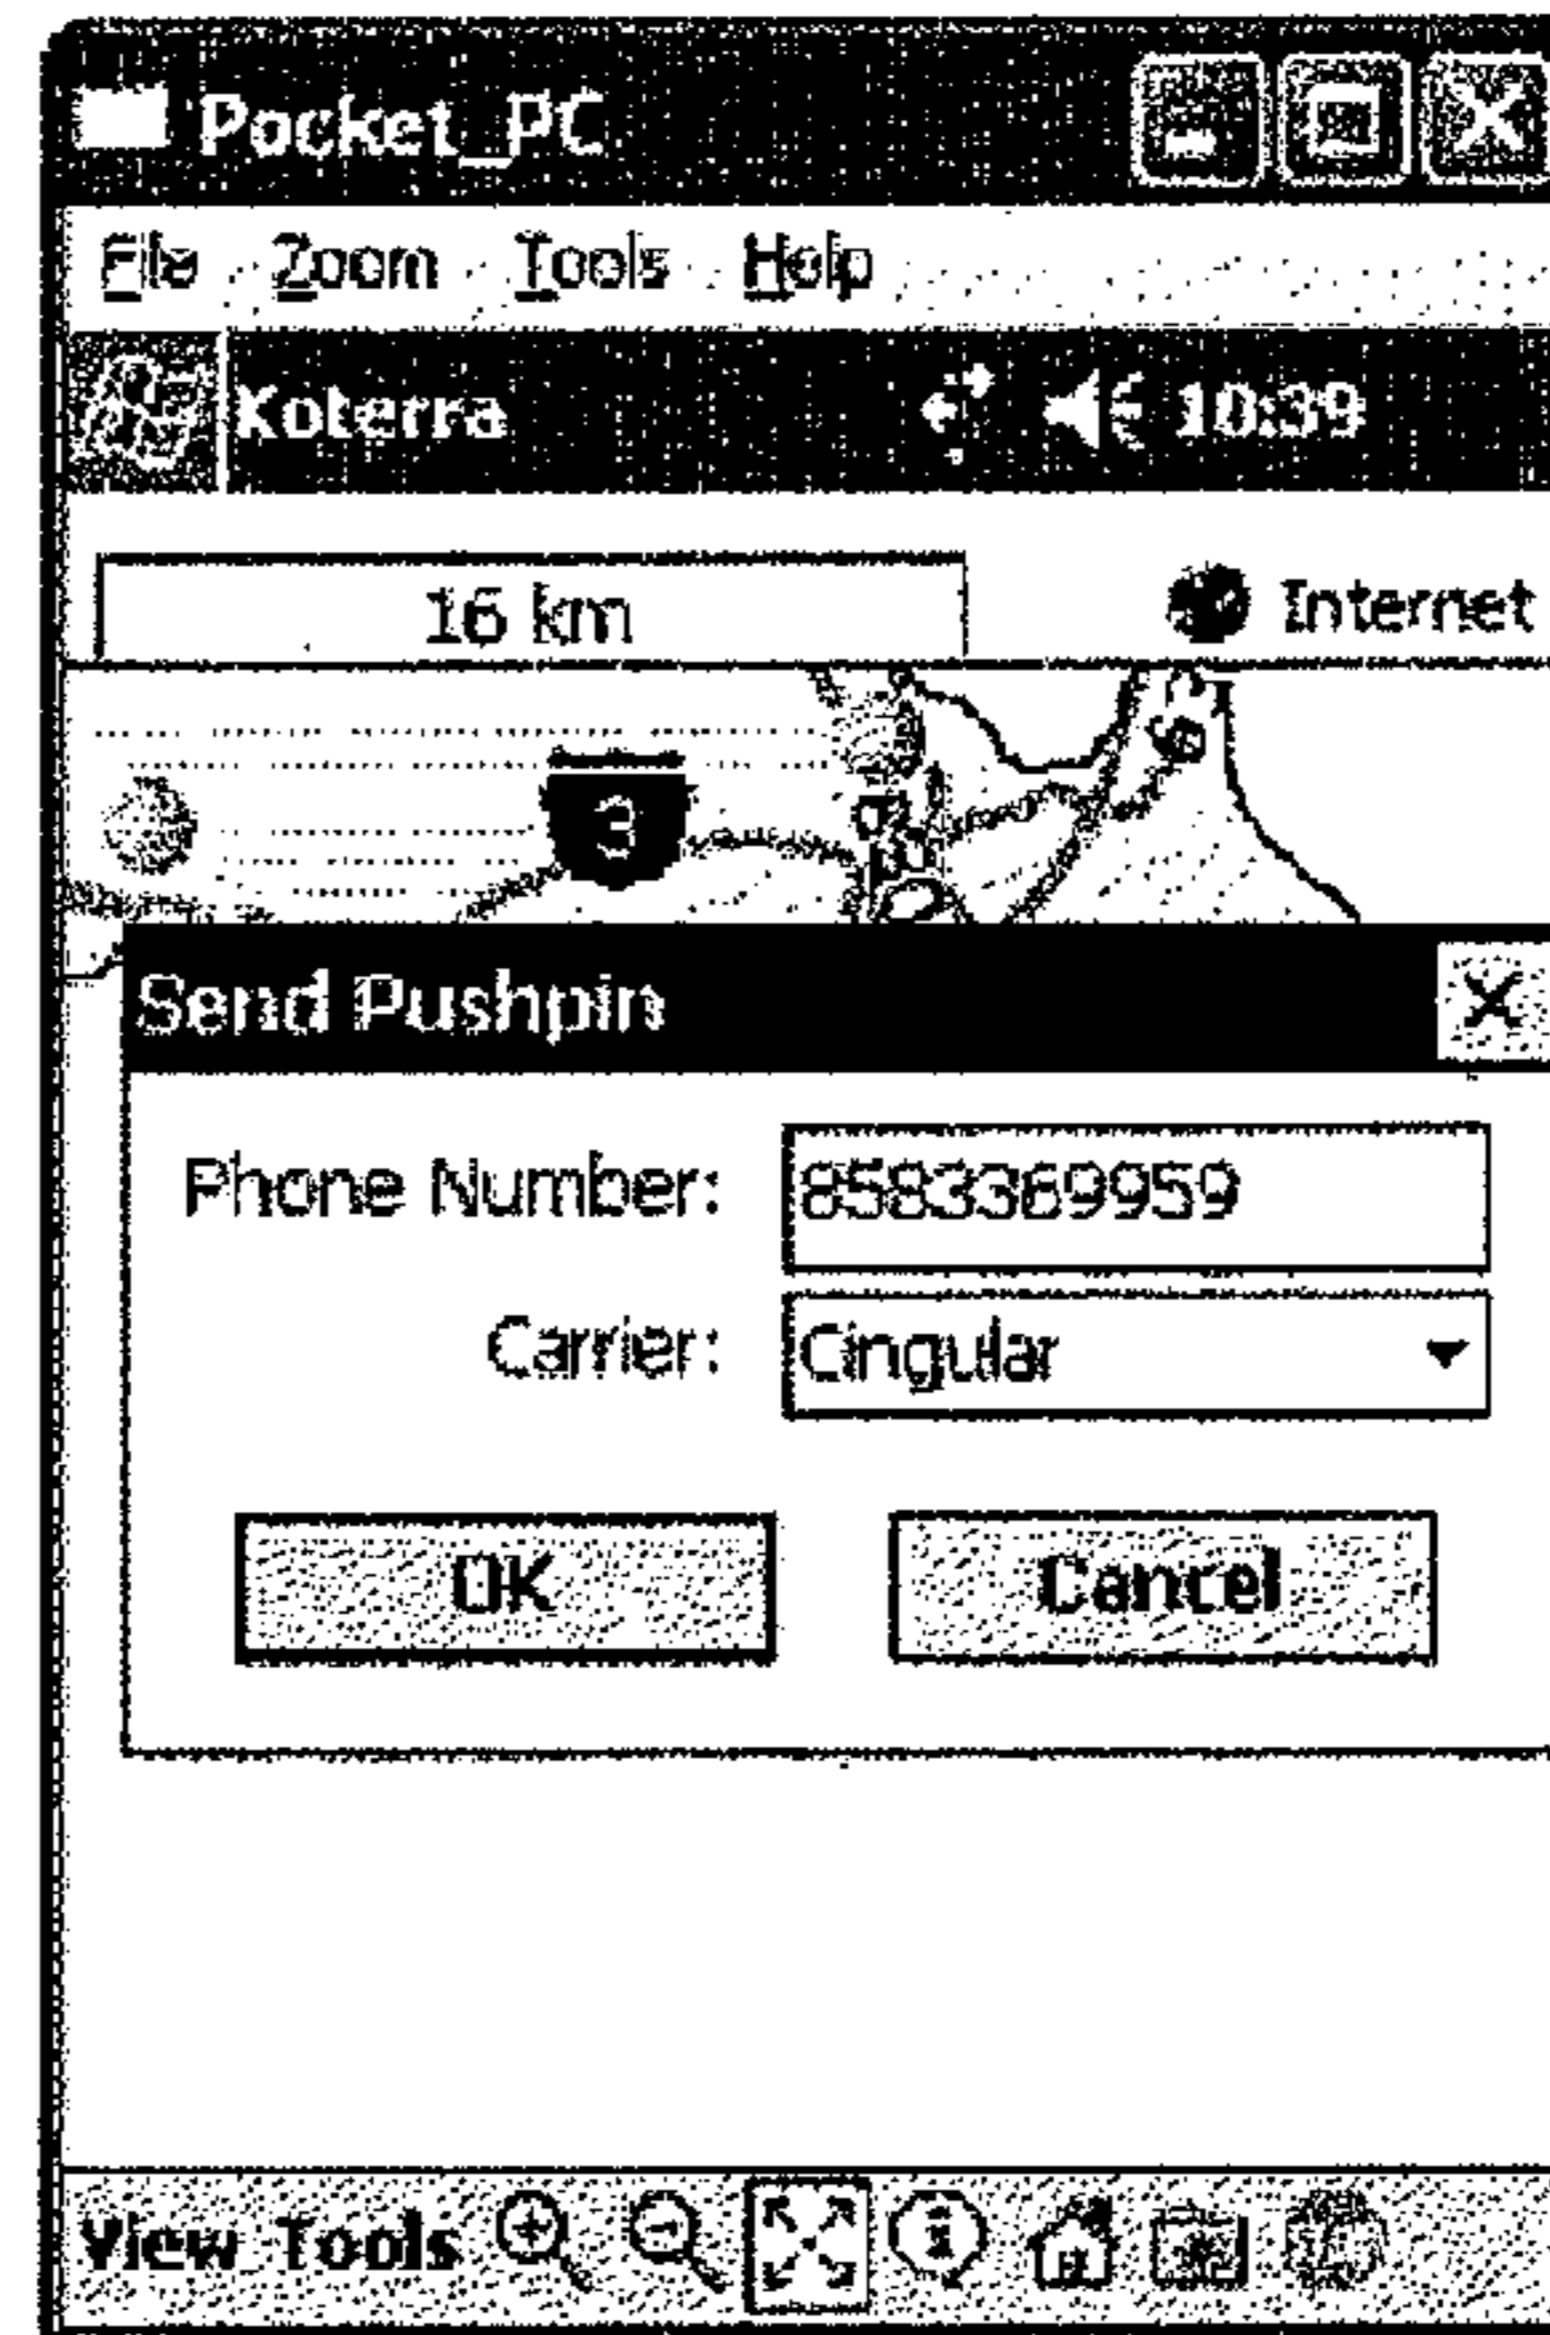 Pocket_PC
File Zoom Tools Help
Koterra 10:39
16 km Internet
3
Send Pushpin
Phone Number: 8583369959
Carrier: Cingular
OK Cancel
View Tools